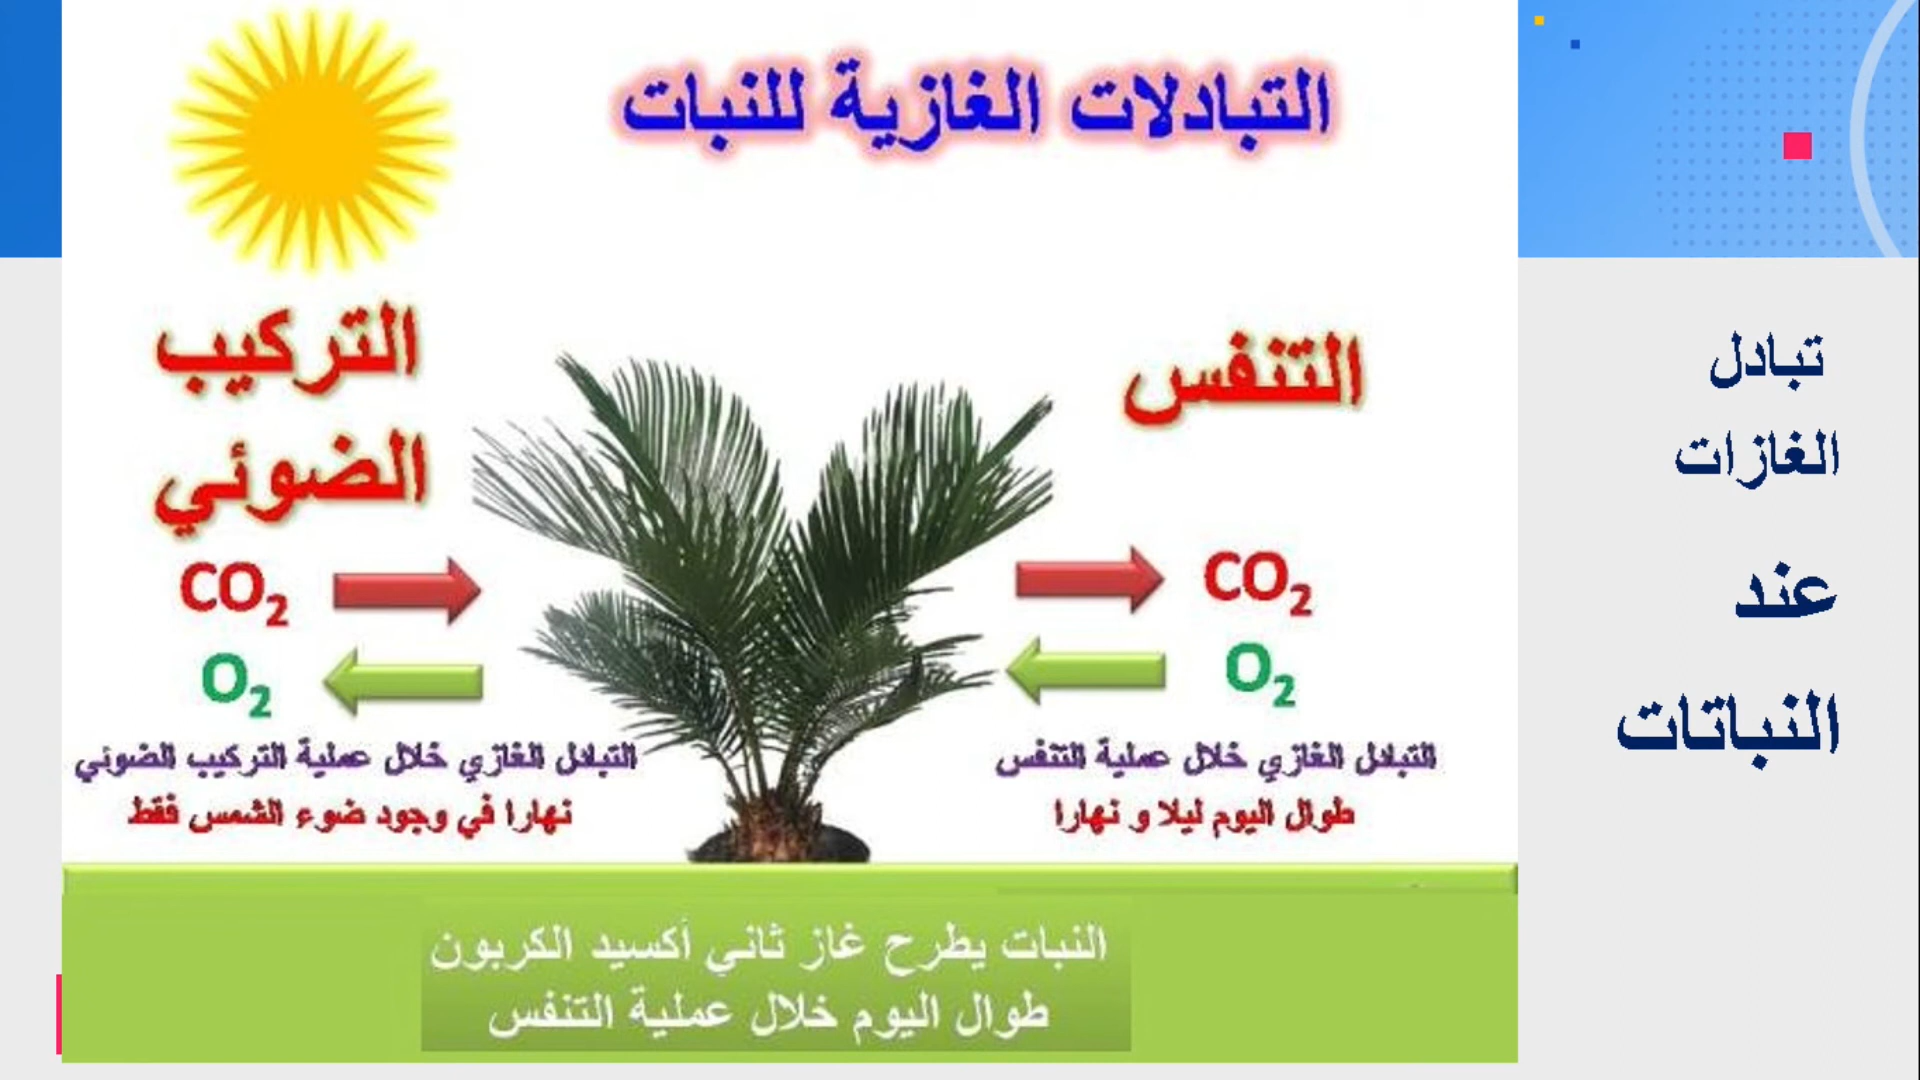 التبادلات الغازية للنبات
التركيب
الضوئي
CO2
O2
التبادل الغازي خلال عملية التركيب الضوئي
نهارا في وجود ضوء الشمس فقط
التنفس
CO2
O2
التبادل الغازي خلال عملية التنفس
طوال اليوم ليلا و نهارا
النبات يطرح غاز ثاني أكسيد الكربون
طوال اليوم خلال عملية التنفس
تبادل
الغازات
عند
النباتات